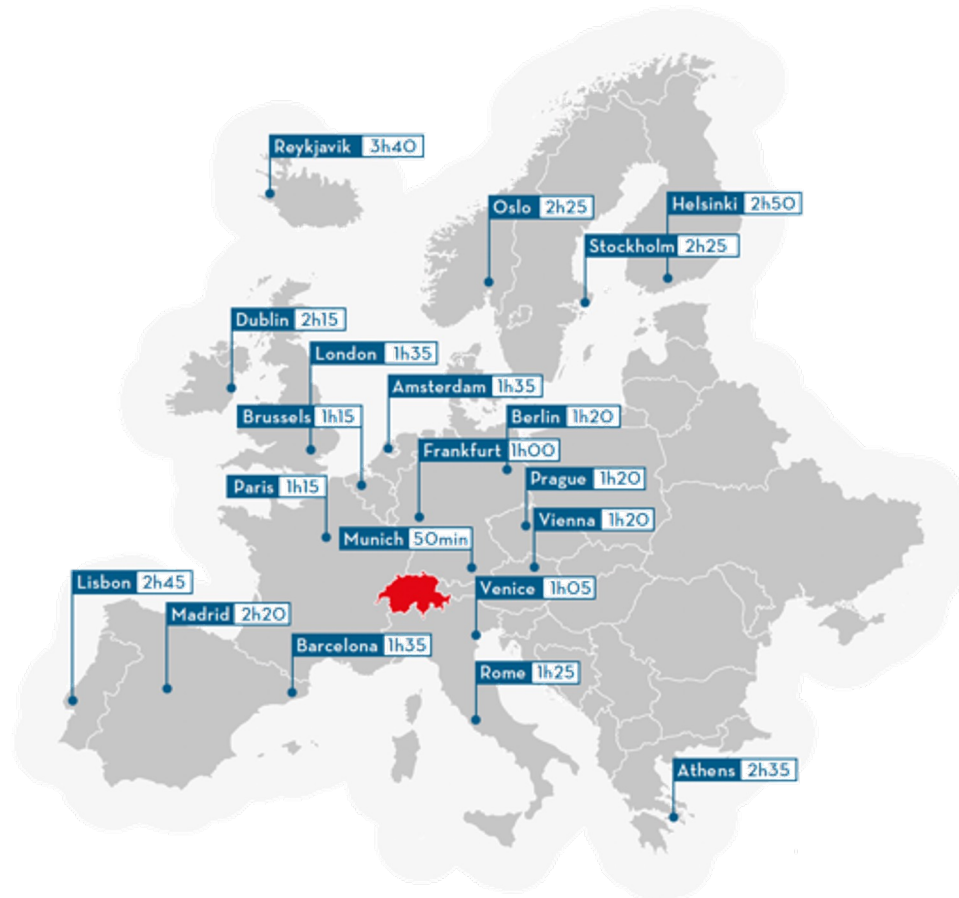 Reykjavik 3h40
Helsinki 2h50
Oslo 2h25
Stockholm 2h25
Dublin 2h15
London 1h35
Amsterdam 1h35
Brussels 1h15
Berlin 1h20
Frankfurt 1h00
Prague 1h20
Paris 1h15
Vienna 1h20
Munich 50min
Lisbon 2h45
Venice 1h05
Madrid 2h20
Barcelona 1h35
Rome 1h25
Athens 2h35